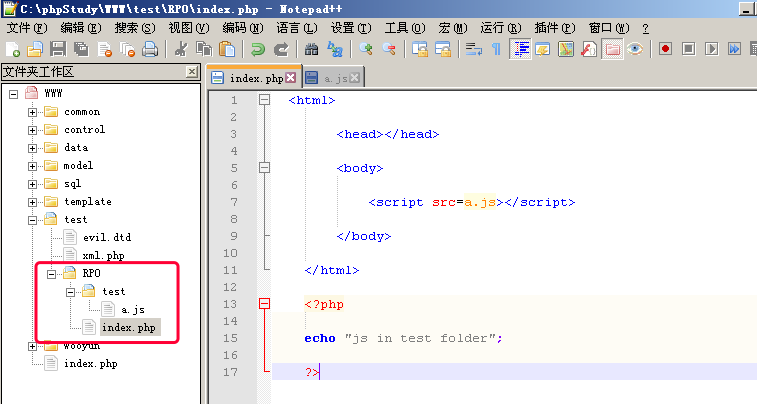 C:\phpStudy\WWW\test\RPO\index.php - Notepad++
文件(F) 编辑(E) 搜索(S) 视图(V) 编码(N) 语言(L) 设置(T) 工具(O) 宏(M) 运行(R) 插件(P) 窗口(W) ?
文件夹工作区
index.php a.js
WWW
common
control
data
model
sql
template
test
evil.dtd
xml.php
RPO
test
a.js
index.php
wooyun
index.php
1 <html>
2
3 <head></head>
4
5 <body>
6
7 <script src=a.js></script>
8
9 </body>
10
11 </html>
12
13 <?php
14
15 echo "js in test folder";
16
17 ?>